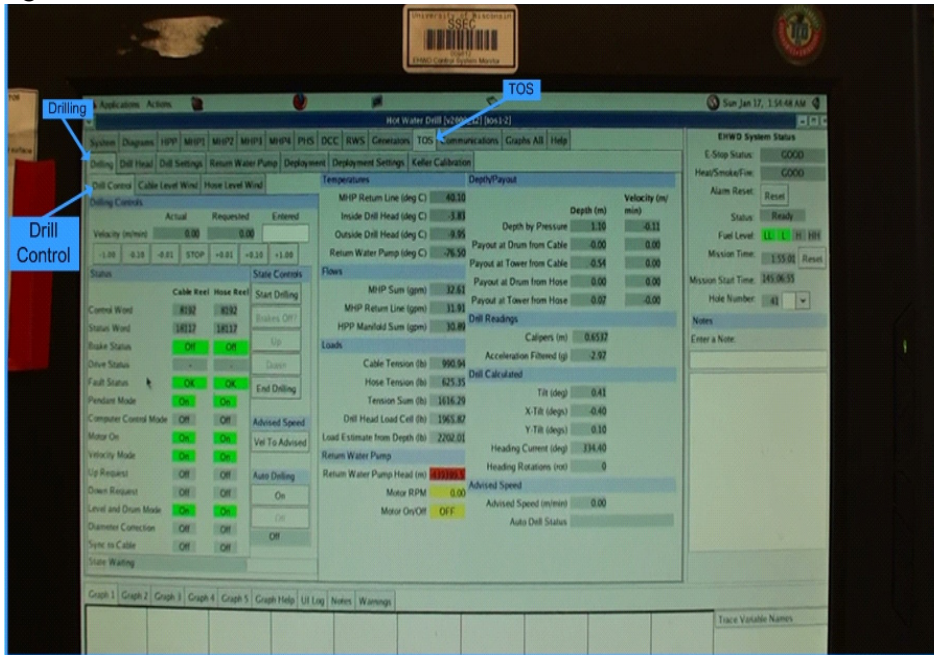 University of Wisconsin
SSEC
EHWD Control System Monitor
TOS
Drilling
Drill
Control
Applications Actions
Sun Jan 17, 1:54:48 AM
System Diagrams HPP MHP1 MHP2 MHP3 MHP4 PHS DCC RWS Generators TOS Communications Graphs All Help
Drilling Drill Head Drill Settings Return Water Pump Deployment Deployment Settings Keller Calibration
Drill Control Cable Level Wind Hose Level Wind
Drilling Controls
Actual Requested Entered
Velocity (m/min) 0.00 0.00
-1.00 -0.10 -0.01 STOP +0.01 +0.10 +1.00
Status
Cable Reel Hose Reel
Control Word 8192 8192
Status Word 18117 18117
Brake Status Off Off
Drive Status - -
Fault Status OK OK
Pendant Mode On On
Computer Control Mode Off Off
Motor On On On
Velocity Mode On On
Up Request Off Off
Down Request Off Off
Level and Drum Mode On On
Diameter Correction Off Off
Sync to Cable Off Off
State Waiting
State Controls
Start Drilling
Brakes Off!
Up
Down
End Drilling
Advised Speed
Vel To Advised
Auto Drilling
On
Off
Off
Temperatures
MHP Return Line (deg C) 40.10
Inside Drill Head (deg C) -3.83
Outside Drill Head (deg C) -9.95
Return Water Pump (deg C) -76.50
Flows
MHP Sum (gpm) 32.61
MHP Return Line (gpm) 31.91
HPP Manifold Sum (gpm) 30.89
Loads
Cable Tension (lb) 990.94
Hose Tension (lb) 625.35
Tension Sum (lb) 1616.29
Drill Head Load Cell (lb) 1965.87
Load Estimate from Depth (lb) 2202.01
Return Water Pump
Return Water Pump Head (m)
Motor RPM 0.00
Motor On/Off OFF
Depth/Payout
Depth (m) Velocity (m/min)
Depth by Pressure 1.10 -0.11
Payout at Drum from Cable -0.00 0.00
Payout at Tower from Cable -0.54 0.00
Payout at Drum from Hose 0.00 0.00
Payout at Tower from Hose 0.07 -0.00
Drill Readings
Calipers (m) 0.6537
Acceleration Filtered (g) -2.97
Drill Calculated
Tilt (deg) 0.41
X-Tilt (degs) -0.40
Y-Tilt (degs) 0.10
Heading Current (deg) 334.40
Heading Rotations (rot) 0
Advised Speed
Advised Speed (m/min) 0.00
Auto Drill Status
EHWD System Status
E-Stop Status: GOOD
Heat/Smoke/Fire: GOOD
Alarm Reset: Reset
Status: Ready
Fuel Level: LL L H HH
Mission Time: 1:55:01 Reset
Mission Start Time: 145:06:55
Hole Number: 41
Notes
Enter a Note:
Graph 1 Graph 2 Graph 3 Graph 4 Graph 5 Graph Help UI Log Notes Warnings
Trace Variable Names